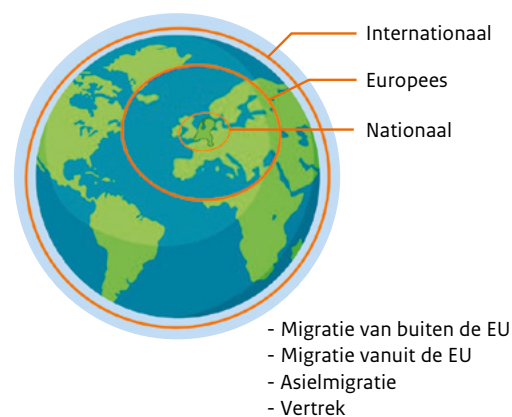 Internationaal
Europees
Nationaal
- Migratie van buiten de EU
- Migratie vanuit de EU
- Asielmigratie
- Vertrek